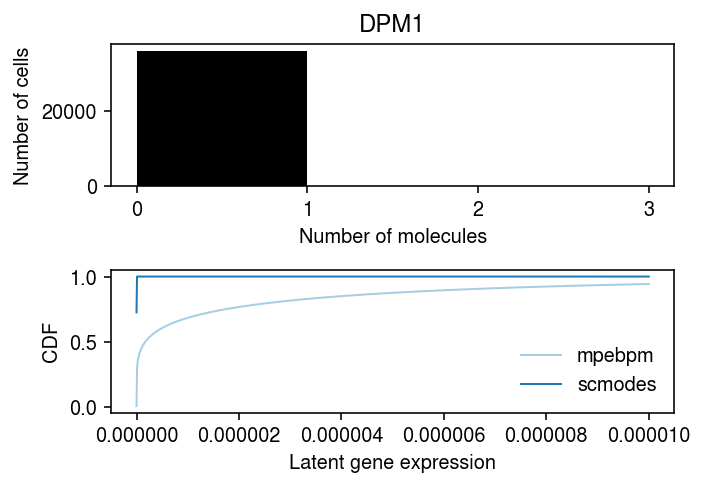 DPM1
Number of cells
20000
0
0 1 2 3
Number of molecules
CDF
1.0
0.5
0.0
mpebpm
scmodes
0.000000 0.000002 0.000004 0.000006 0.000008 0.000010
Latent gene expression